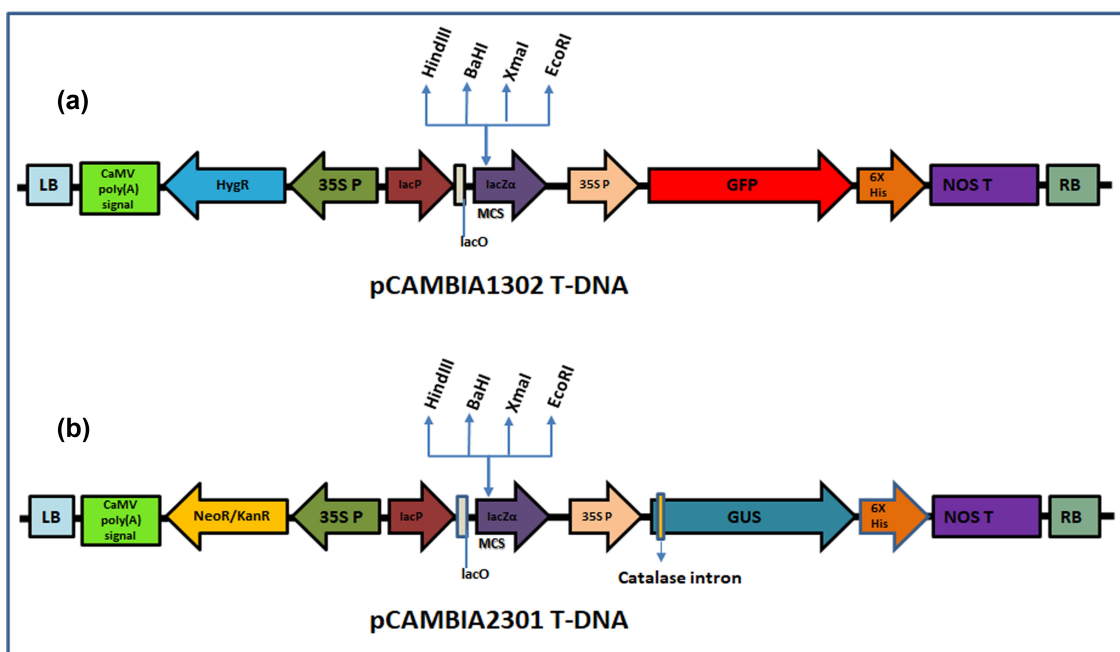 (a)
HindIII
BaHI
XmaI
EcoRI
LB
CaMV
poly(A)
signal
HygR
35S P
lacP
lacZα
35S P
GFP
6X
His
NOS T
RB
MCS
lacO
pCAMBIA1302 T-DNA
(b)
HindIII
BaHI
XmaI
EcoRI
LB
CaMV
poly(A)
signal
NeoR/KanR
35S P
lacP
lacZα
35S P
GUS
6X
His
NOS T
RB
MCS
lacO
Catalase intron
pCAMBIA2301 T-DNA